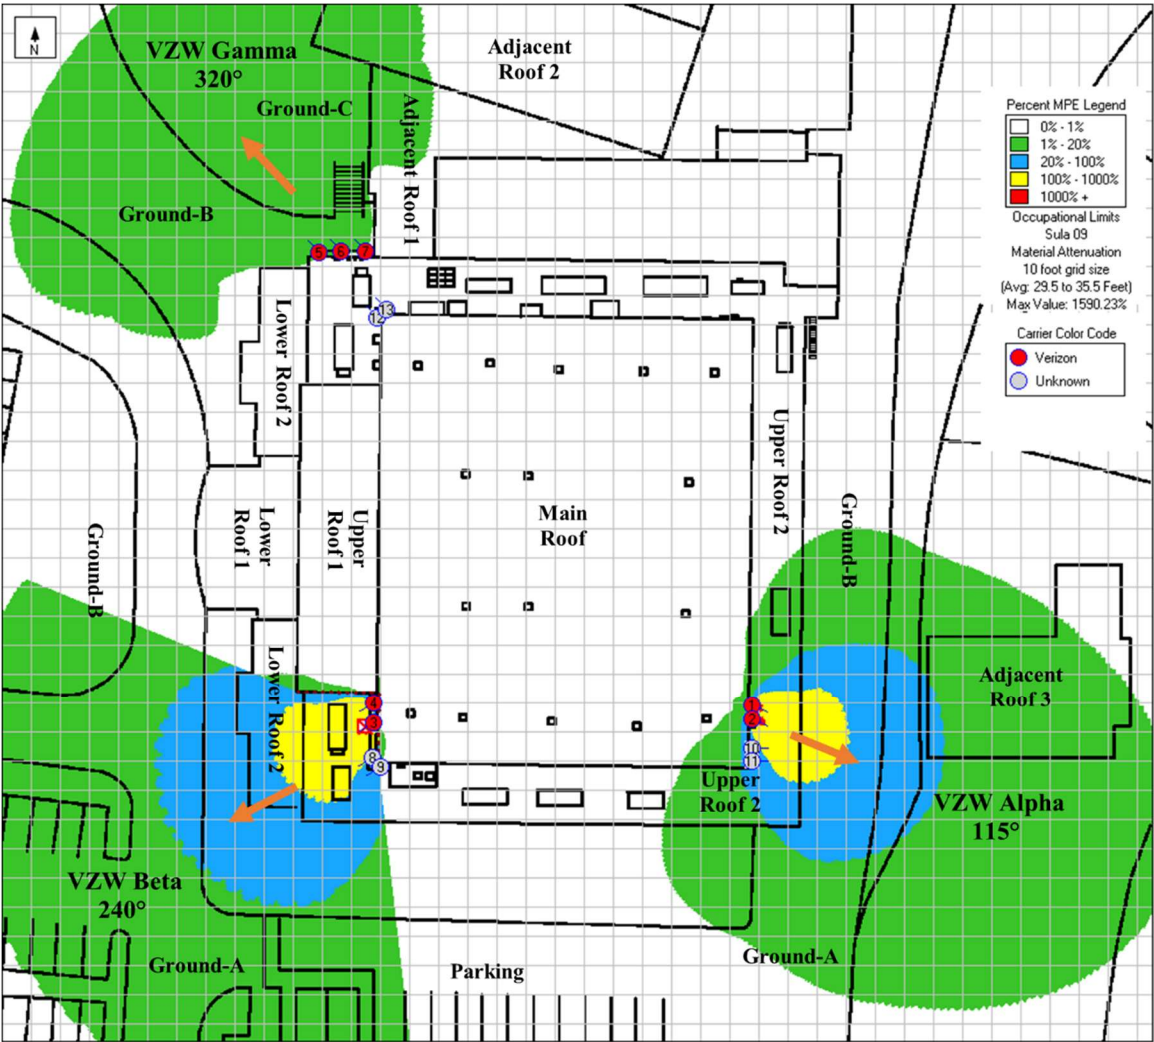 N
VZW Gamma
320°
Adjacent
Roof 2
Ground-C
Adjacent Roof 1
Ground-B
Percent MPE Legend
0% - 1%
1% - 20%
20% - 100%
100% - 1000%
1000% +
Occupational Limits
Sula 09
Material Attenuation
10 foot grid size
(Avg: 29.5 to 35.5 Feet)
Max Value: 1590.23%
Carrier Color Code
Verizon
Unknown
5
6
7
13
12
Lower Roof 2
Upper Roof 2
Main
Roof
Upper
Roof 1
Lower
Roof 1
Ground-B
Ground-B
Lower Roof 2
4
3
8
9
1
2
10
11
Adjacent
Roof 3
Upper
Roof 2
VZW Alpha
115°
VZW Beta
240°
Ground-A
Parking
Ground-A